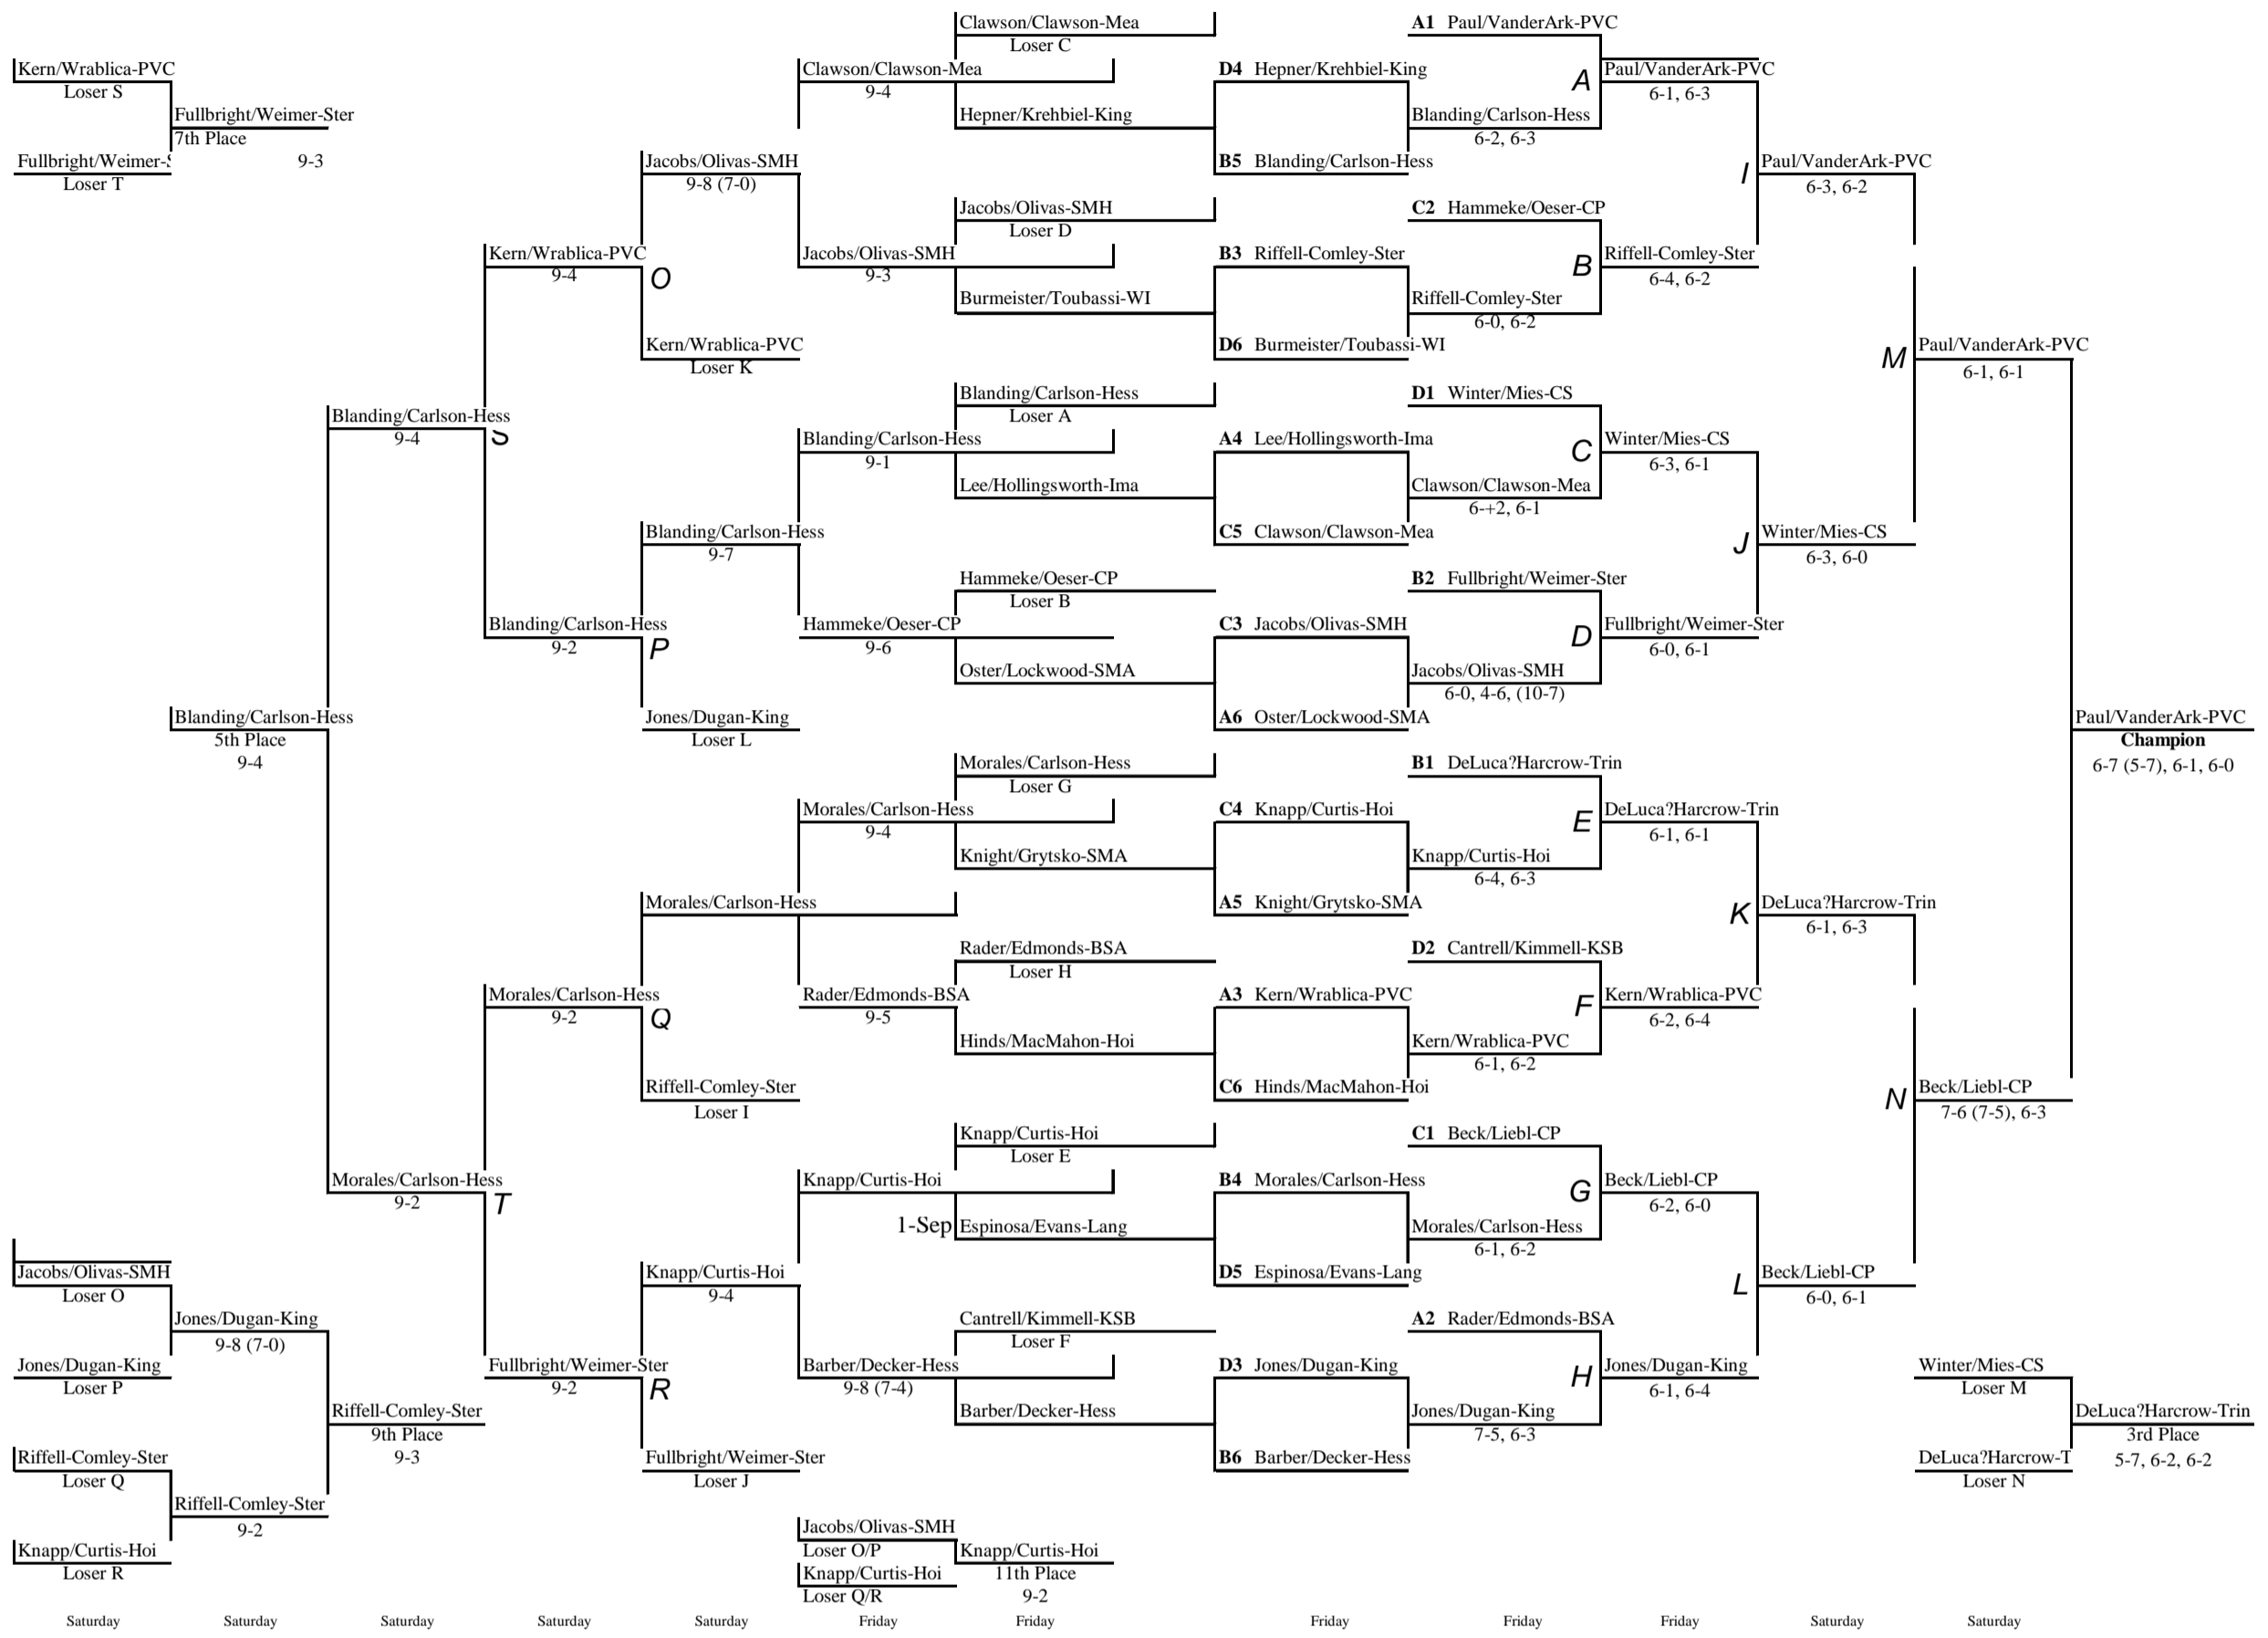 Clawson/Clawson-Mea
Loser C
A1 Paul/VanderArk-PVC
Kern/Wrablica-PVC
Loser S
Clawson/Clawson-Mea
9-4
D4 Hepner/Krehbiel-King
A
Paul/VanderArk-PVC
6-1, 6-3
Fullbright/Weimer-Ster
7th Place
9-3
Hepner/Krehbiel-King
Blanding/Carlson-Hess
6-2, 6-3
Fullbright/Weimer-S
Loser T
Jacobs/Olivas-SMH
9-8 (7-0)
B5 Blanding/Carlson-Hess
I
Paul/VanderArk-PVC
6-3, 6-2
Jacobs/Olivas-SMH
Loser D
C2 Hammeke/Oeser-CP
Kern/Wrablica-PVC
9-4
O
Jacobs/Olivas-SMH
9-3
B3 Riffell-Comley-Ster
B
Riffell-Comley-Ster
6-4, 6-2
Burmeister/Toubassi-WI
Riffell-Comley-Ster
6-0, 6-2
Kern/Wrablica-PVC
Loser K
D6 Burmeister/Toubassi-WI
M
Paul/VanderArk-PVC
6-1, 6-1
Blanding/Carlson-Hess
Loser A
D1 Winter/Mies-CS
Blanding/Carlson-Hess
9-4
S
Blanding/Carlson-Hess
9-1
A4 Lee/Hollingsworth-Ima
C
Winter/Mies-CS
6-3, 6-1
Lee/Hollingsworth-Ima
Clawson/Clawson-Mea
6-+2, 6-1
Blanding/Carlson-Hess
9-7
C5 Clawson/Clawson-Mea
J
Winter/Mies-CS
6-3, 6-0
Hammeke/Oeser-CP
Loser B
B2 Fullbright/Weimer-Ster
Blanding/Carlson-Hess
9-2
P
Hammeke/Oeser-CP
9-6
C3 Jacobs/Olivas-SMH
D
Fullbright/Weimer-Ster
6-0, 6-1
Oster/Lockwood-SMA
Jacobs/Olivas-SMH
6-0, 4-6, (10-7)
Blanding/Carlson-Hess
5th Place
9-4
Jones/Dugan-King
Loser L
A6 Oster/Lockwood-SMA
Paul/VanderArk-PVC
Champion
6-7 (5-7), 6-1, 6-0
Morales/Carlson-Hess
Loser G
B1 DeLuca?Harcrow-Trin
Morales/Carlson-Hess
9-4
C4 Knapp/Curtis-Hoi
E
DeLuca?Harcrow-Trin
6-1, 6-1
Knight/Grytsko-SMA
Knapp/Curtis-Hoi
6-4, 6-3
Morales/Carlson-Hess
A5 Knight/Grytsko-SMA
K
DeLuca?Harcrow-Trin
6-1, 6-3
Rader/Edmonds-BSA
Loser H
D2 Cantrell/Kimmell-KSB
Morales/Carlson-Hess
9-2
Q
Rader/Edmonds-BSA
9-5
A3 Kern/Wrablica-PVC
F
Kern/Wrablica-PVC
6-2, 6-4
Hinds/MacMahon-Hoi
Kern/Wrablica-PVC
6-1, 6-2
Riffell-Comley-Ster
Loser I
C6 Hinds/MacMahon-Hoi
N
Beck/Liebl-CP
7-6 (7-5), 6-3
Knapp/Curtis-Hoi
Loser E
C1 Beck/Liebl-CP
Morales/Carlson-Hess
9-2
T
Knapp/Curtis-Hoi
B4 Morales/Carlson-Hess
G
Beck/Liebl-CP
6-2, 6-0
1-Sep
Espinosa/Evans-Lang
Morales/Carlson-Hess
6-1, 6-2
Jacobs/Olivas-SMH
Loser O
Knapp/Curtis-Hoi
9-4
D5 Espinosa/Evans-Lang
L
Beck/Liebl-CP
6-0, 6-1
Jones/Dugan-King
9-8 (7-0)
Cantrell/Kimmell-KSB
Loser F
A2 Rader/Edmonds-BSA
Jones/Dugan-King
Loser P
Fullbright/Weimer-Ster
9-2
R
Barber/Decker-Hess
9-8 (7-4)
D3 Jones/Dugan-King
H
Jones/Dugan-King
6-1, 6-4
Winter/Mies-CS
Loser M
Riffell-Comley-Ster
9th Place
9-3
Barber/Decker-Hess
Jones/Dugan-King
7-5, 6-3
DeLuca?Harcrow-Trin
3rd Place
5-7, 6-2, 6-2
Riffell-Comley-Ster
Loser Q
Fullbright/Weimer-Ster
Loser J
B6 Barber/Decker-Hess
DeLuca?Harcrow-T
Loser N
Riffell-Comley-Ster
9-2
Jacobs/Olivas-SMH
Loser O/P
Knapp/Curtis-Hoi
Loser R
Knapp/Curtis-Hoi
11th Place
9-2
Knapp/Curtis-Hoi
Loser Q/R
Saturday Saturday Saturday Saturday Saturday Friday Friday Friday Friday Friday Saturday Saturday